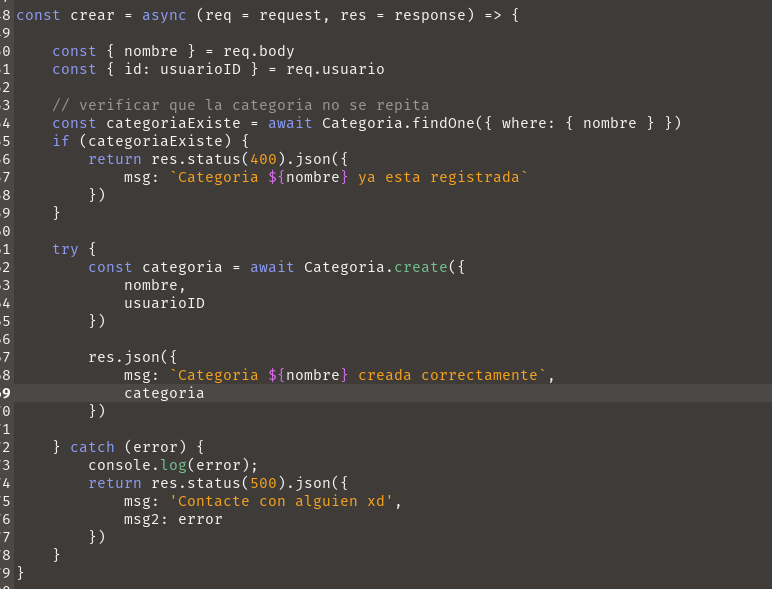 8 const crear = async (req = request, res = response) => {
9
0     const { nombre } = req.body
1     const { id: usuarioID } = req.usuario
2
3     // verificar que la categoria no se repita
4     const categoriaExiste = await Categoria.findOne({ where: { nombre } })
5     if (categoriaExiste) {
6         return res.status(400).json({
7             msg: `Categoria ${nombre} ya esta registrada`
8         })
9     }
0
1     try {
2         const categoria = await Categoria.create({
3             nombre,
4             usuarioID
5         })
6
7         res.json({
8             msg: `Categoria ${nombre} creada correctamente`,
9             categoria
0         })
1
2     } catch (error) {
3         console.log(error);
4         return res.status(500).json({
5             msg: 'Contacte con alguien xd',
6             msg2: error
7         })
8     }
9 }